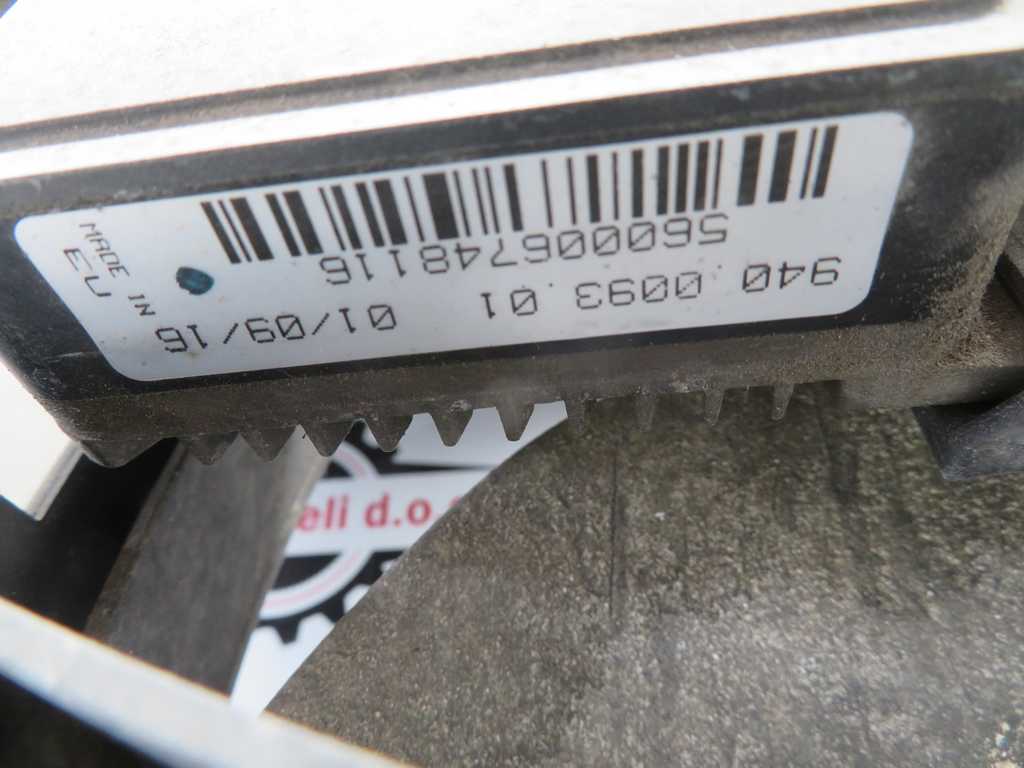 940.0093.01 01/09/16
560006748116
MADE IN
EU
eli d.o.